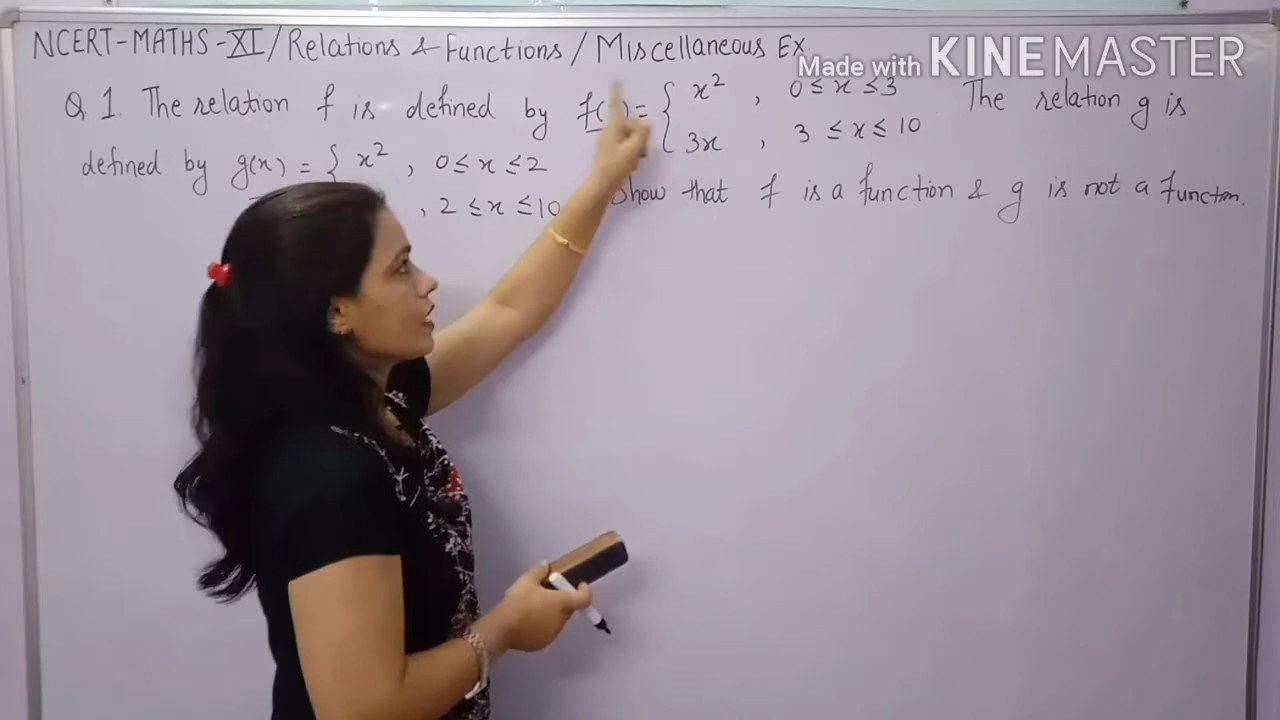 NCERT-MATHS-XI/Relations & Functions/Miscellaneous Ex.
Made with KINEMASTER
Q 1. The relation f is defined by f( )= { x² , 0≤x≤3 The relation g is
3x , 3 ≤x≤ 10
defined by g(x) = { x² , 0≤x≤2
, 2 ≤x≤10 Show that f is a function & g is not a function.